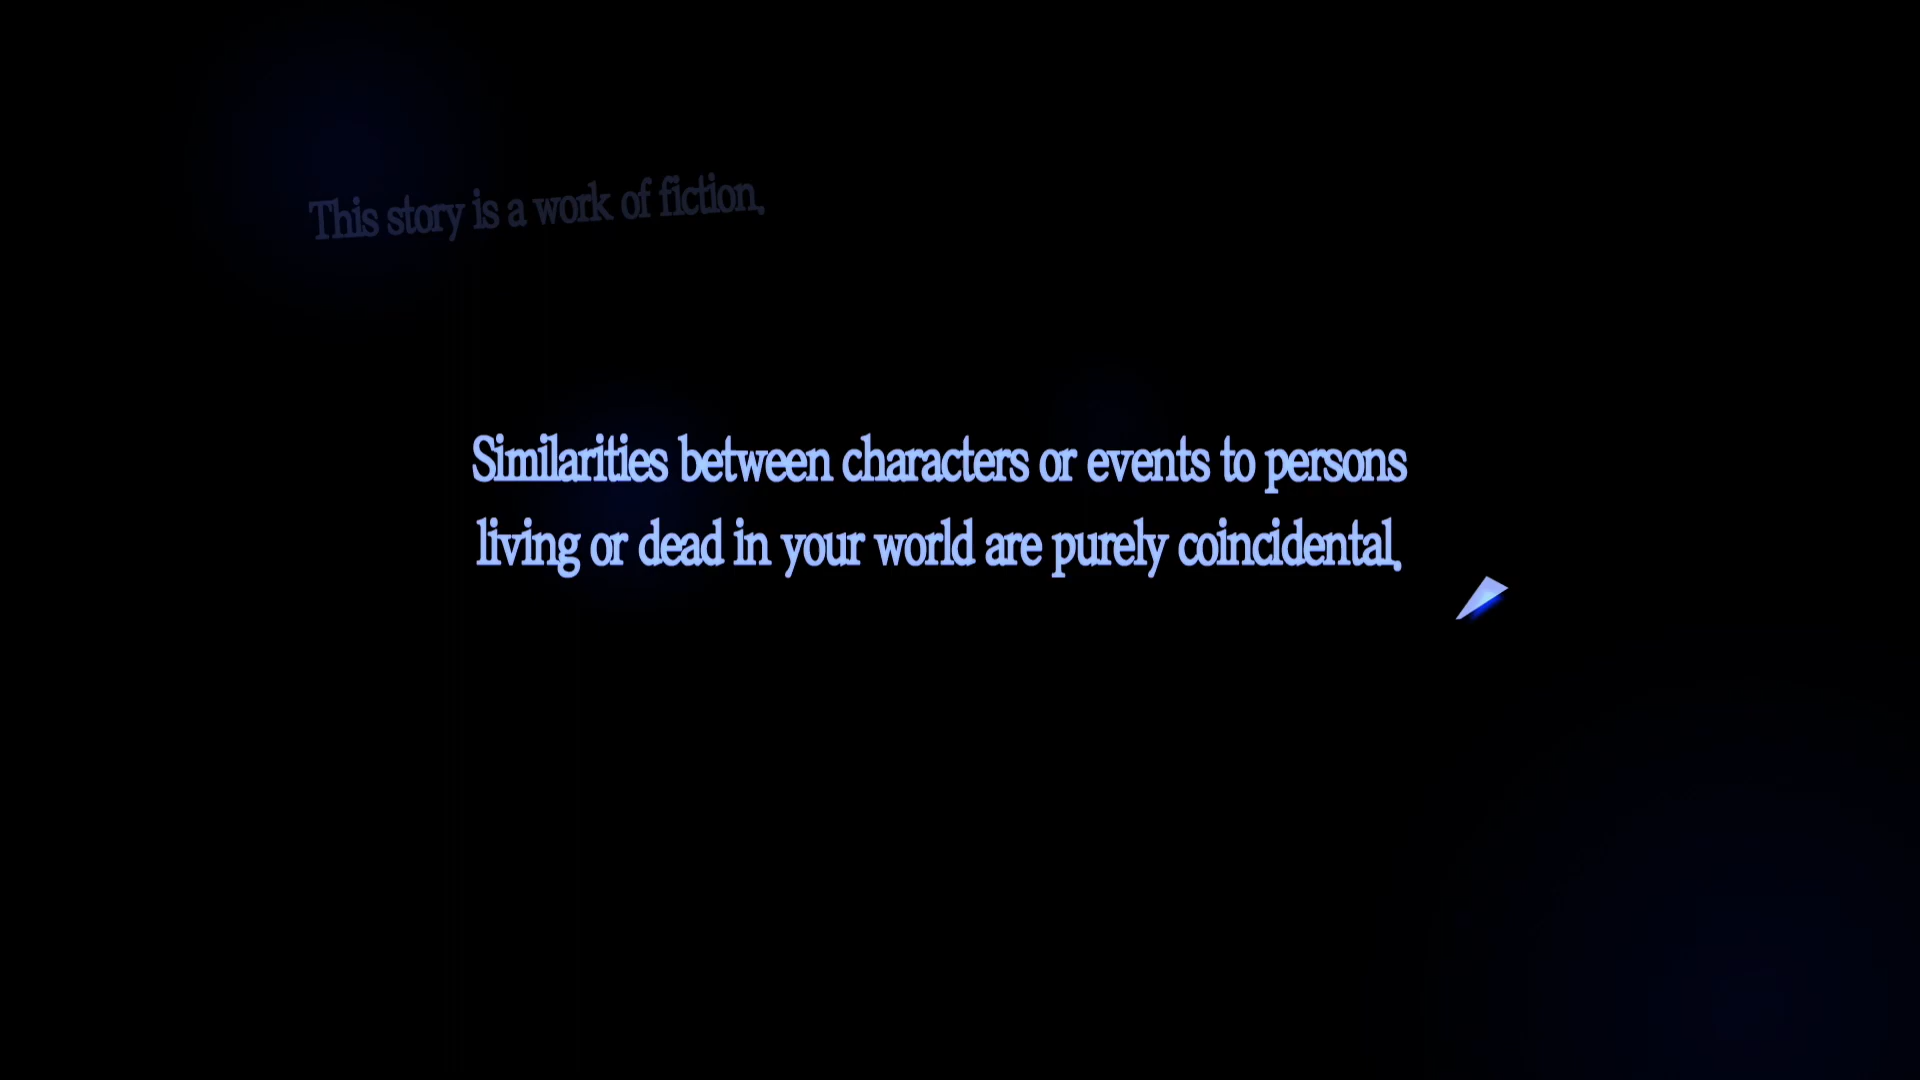 This story is a work of fiction.
Similarities between characters or events to persons
living or dead in your world are purely coincidental.